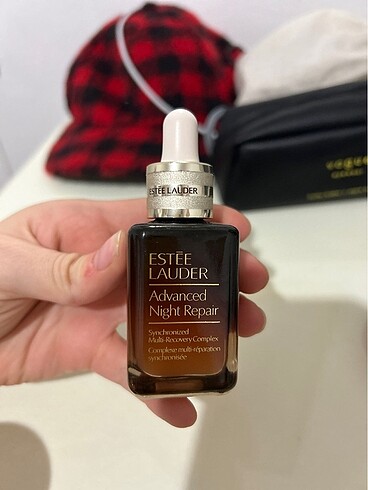 ESTĒE LAUDER
ESTĒE
LAUDER
Advanced
Night Repair
Synchronized
Multi-Recovery Complex
Complexe multi-réparation
synchronisée
vogue